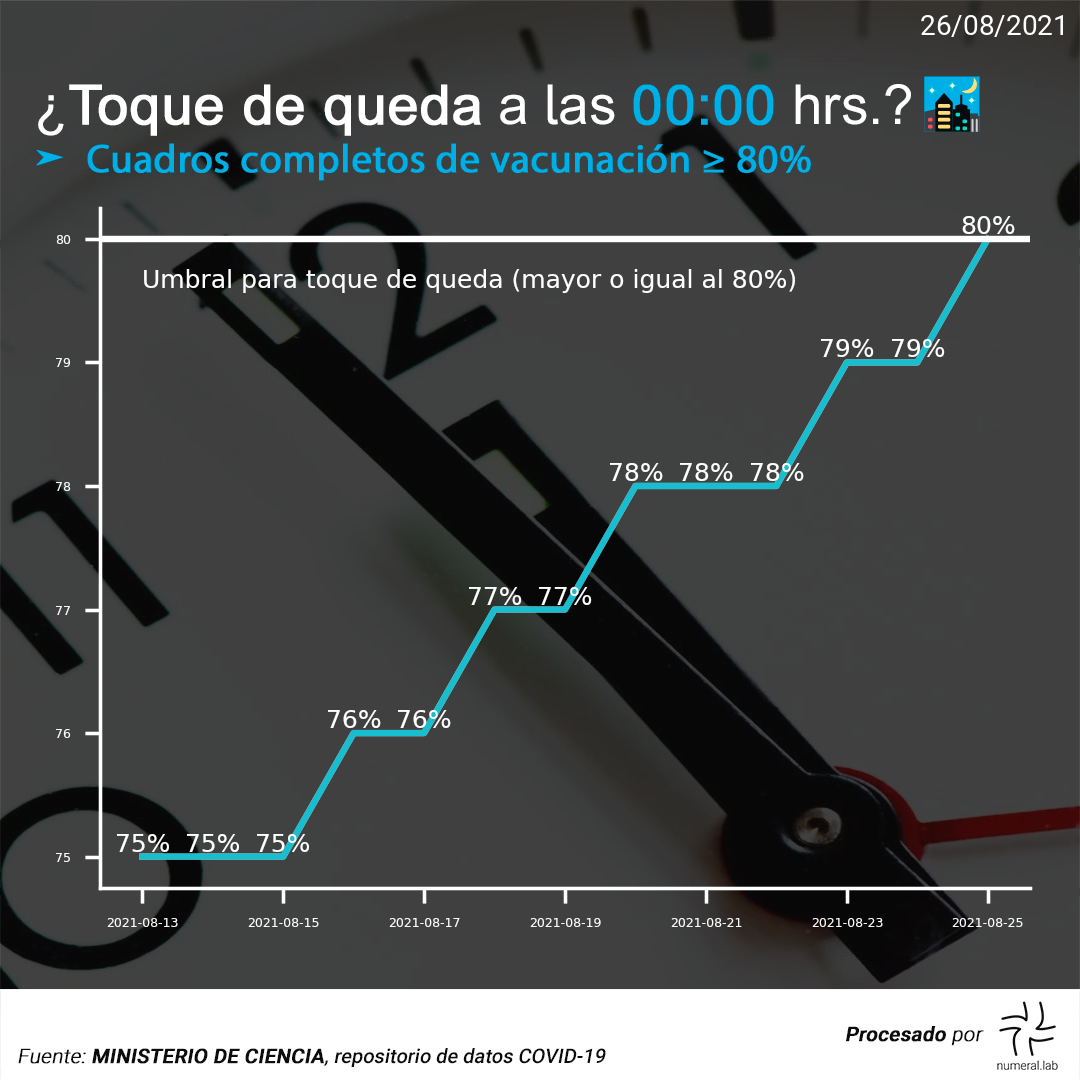 26/08/2021
¿Toque de queda a las 00:00 hrs.?
➤ Cuadros completos de vacunación ≥ 80%
80%
80
Umbral para toque de queda (mayor o igual al 80%)
79% 79%
79
78% 78% 78%
78
77% 77%
77
76% 76%
76
75% 75% 75%
75
2021-08-13 2021-08-15 2021-08-17 2021-08-19 2021-08-21 2021-08-23 2021-08-25
2
1
11
Procesado por
numeral.lab
Fuente: MINISTERIO DE CIENCIA, repositorio de datos COVID-19